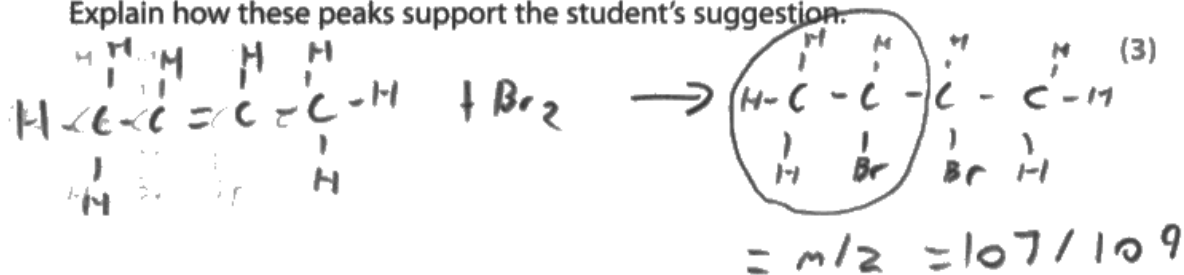 Explain how these peaks support the student's suggestion.
(3)
H H H H H H H
H - C - C = C - C - H + Br2 → H - C - C - C - C - H
H H H Br Br H
= m/z = 107 / 109